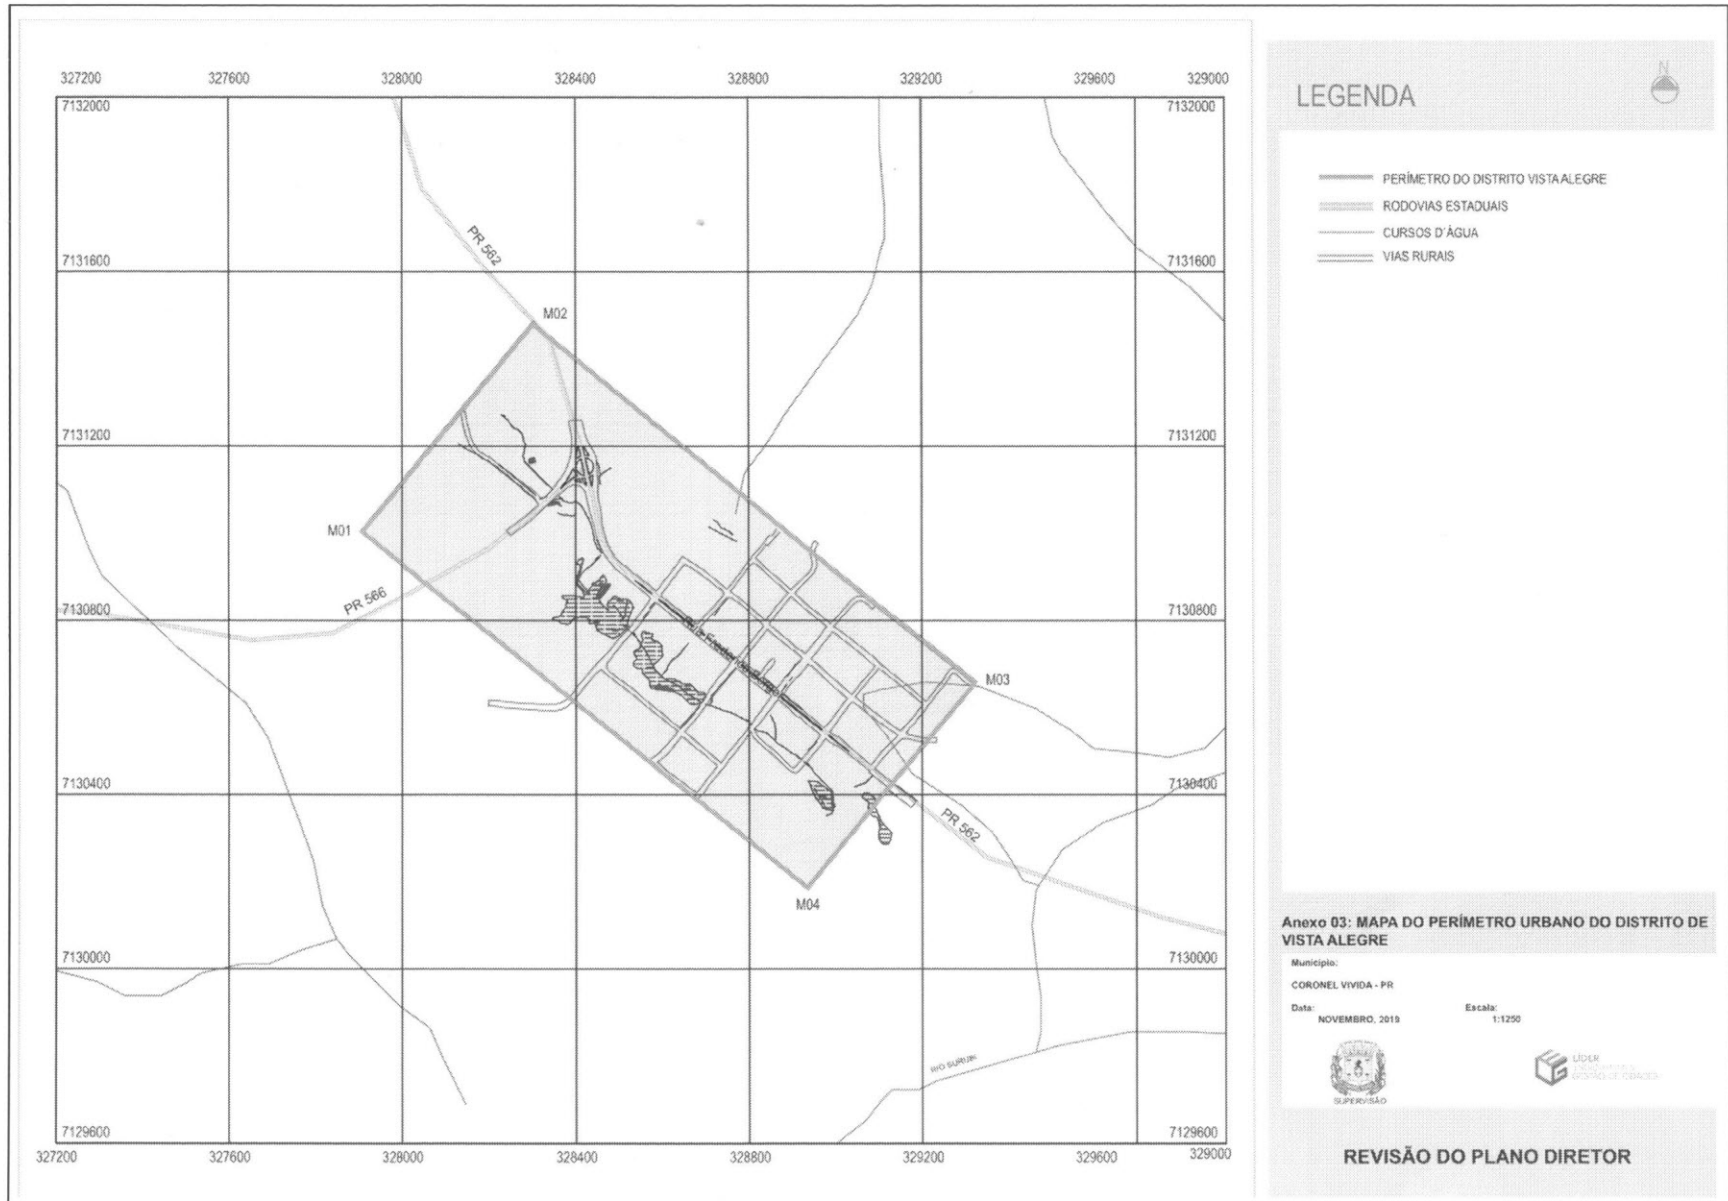 327200 327600 328000 328400 328800 329200 329600 329000
7132000 7132000
PR 562
7131600 7131600
M02
7131200 7131200
M01
PR 566
7130800 7130800
M03
7130400 7130400
PR 562
M04
7130000 7130000
RIO
7129600 7129600
327200 327600 328000 328400 328800 329200 329600 329000
LEGENDA
N
PERÍMETRO DO DISTRITO VISTA ALEGRE
RODOVIAS ESTADUAIS
CURSOS D'ÁGUA
VIAS RURAIS
Anexo 03: MAPA DO PERÍMETRO URBANO DO DISTRITO DE
VISTA ALEGRE
Município:
CORONEL VIVIDA - PR
Data:
NOVEMBRO, 2019
Escala:
1:1250
SUPERVISÃO
LÍDER
REVISÃO DO PLANO DIRETOR